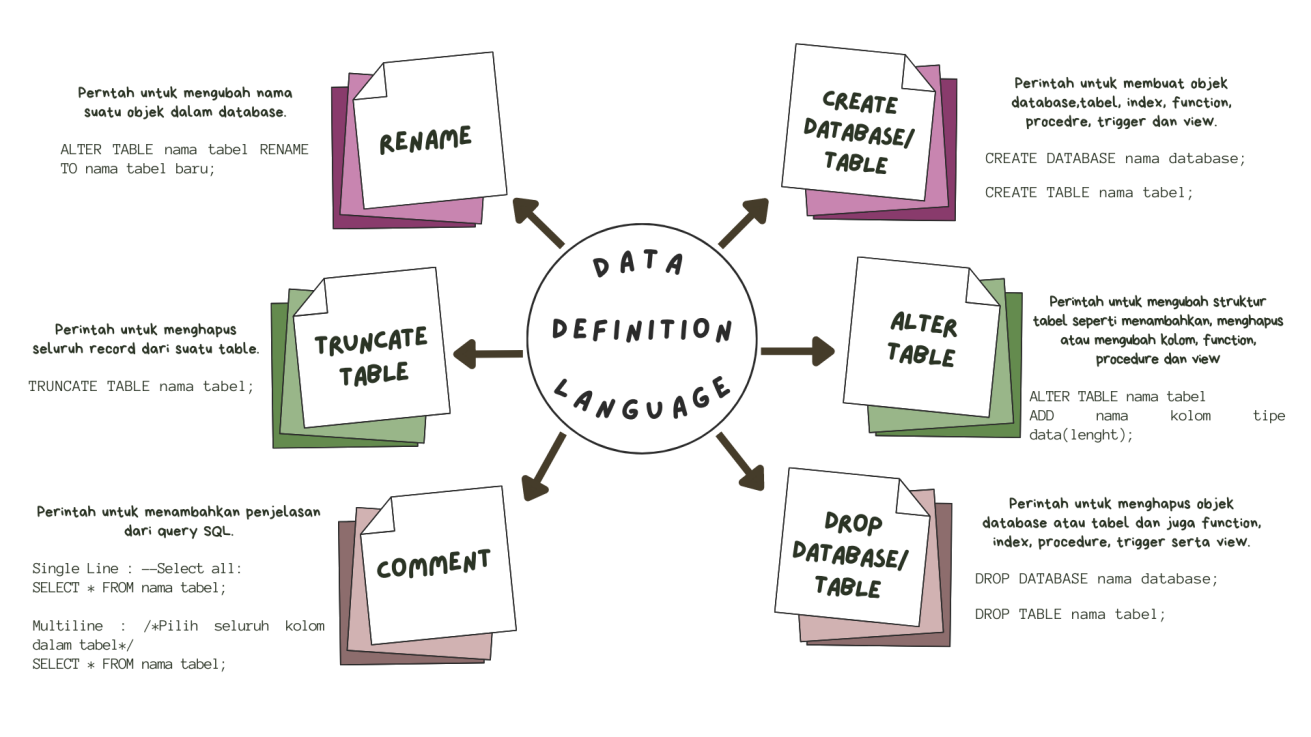 Perntah untuk mengubah nama
suatu objek dalam database.
ALTER TABLE nama tabel RENAME
TO nama tabel baru;
RENAME
CREATE
DATABASE/
TABLE
Perintah untuk membuat objek
database,tabel, index, function,
procedre, trigger dan view.
CREATE DATABASE nama database;
CREATE TABLE nama tabel;
DATA
DEFINITION
LANGUAGE
Perintah untuk menghapus
seluruh record dari suatu table.
TRUNCATE TABLE nama tabel;
TRUNCATE
TABLE
ALTER
TABLE
Perintah untuk mengubah struktur
tabel seperti menambahkan, menghapus
atau mengubah kolom, function,
procedure dan view
ALTER TABLE nama tabel
ADD nama kolom tipe
data(lenght);
Perintah untuk menambahkan penjelasan
dari query SQL.
Single Line : --Select all:
SELECT * FROM nama tabel;
Multiline : /*Pilih seluruh kolom
dalam tabel*/
SELECT * FROM nama tabel;
COMMENT
DROP
DATABASE/
TABLE
Perintah untuk menghapus objek
database atau tabel dan juga function,
index, procedure, trigger serta view.
DROP DATABASE nama database;
DROP TABLE nama tabel;